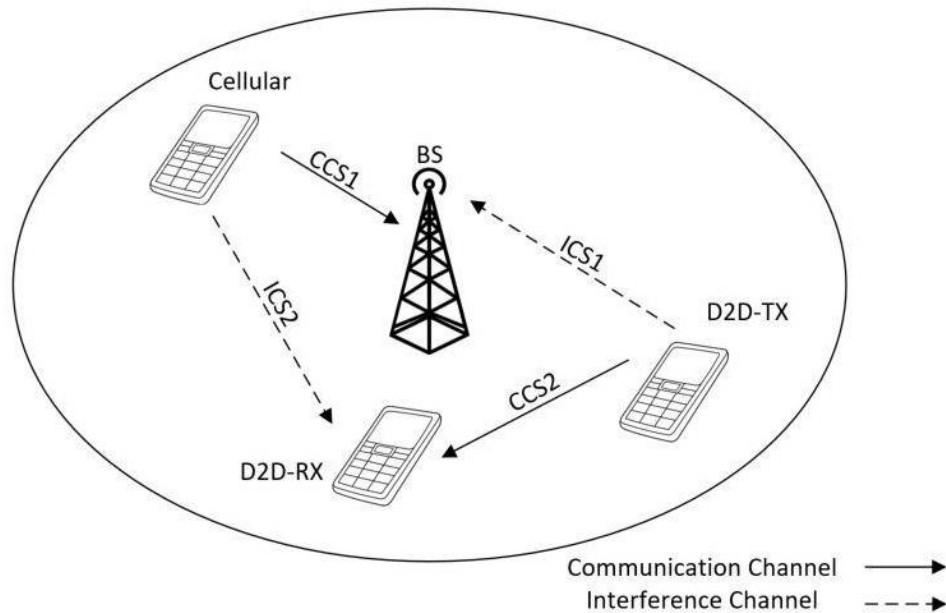 Cellular
BS
CCS1
ICS1
ICS2
D2D-TX
CCS2
D2D-RX
Communication Channel
Interference Channel